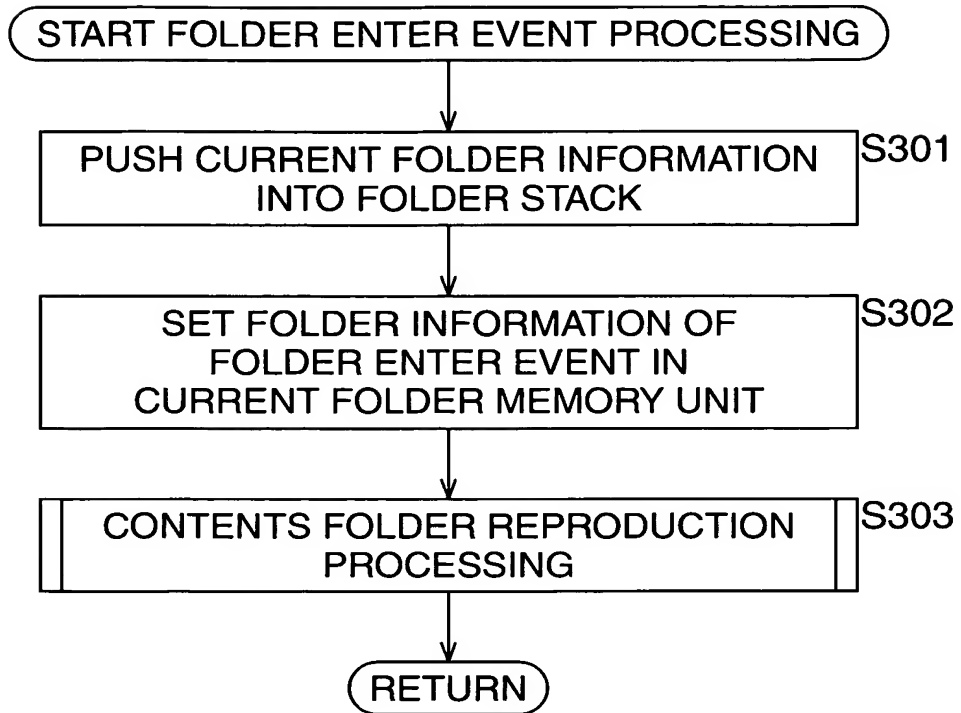 START FOLDER ENTER EVENT PROCESSING
PUSH CURRENT FOLDER INFORMATION
INTO FOLDER STACK
S301
SET FOLDER INFORMATION OF
FOLDER ENTER EVENT IN
CURRENT FOLDER MEMORY UNIT
S302
CONTENTS FOLDER REPRODUCTION
PROCESSING
S303
RETURN